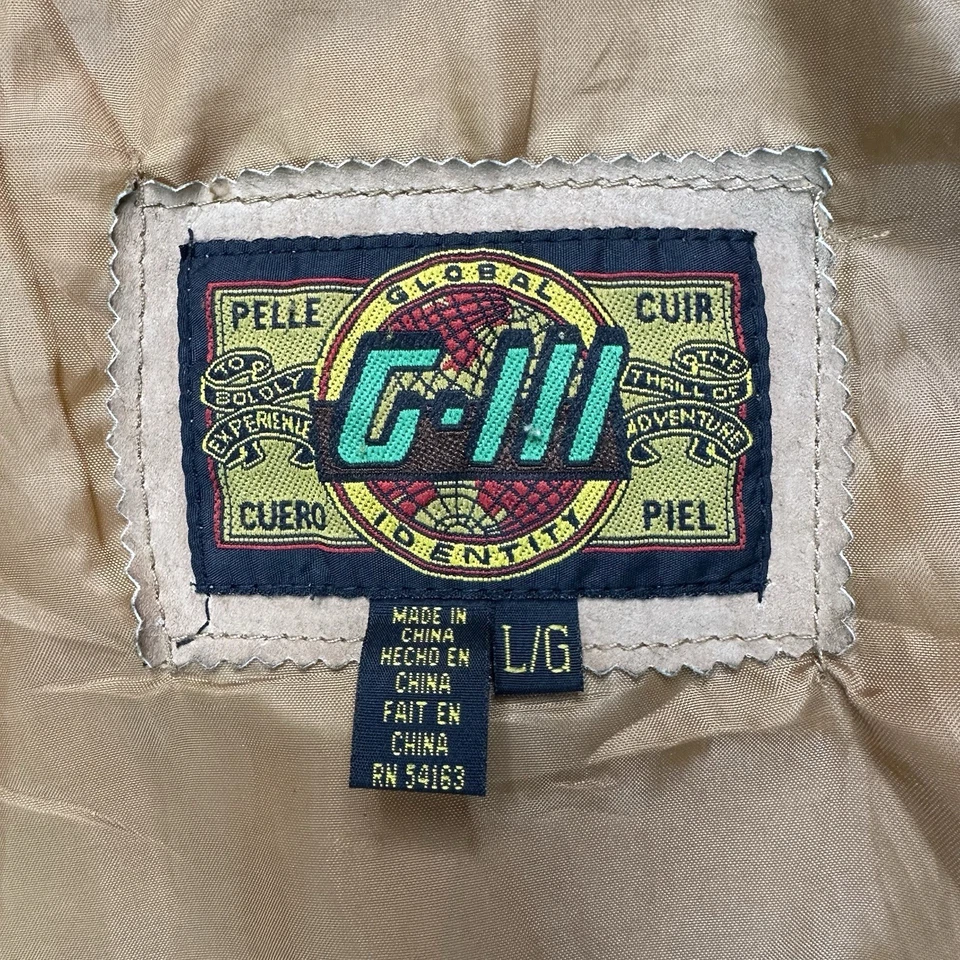 GLOBAL
PELLE
CUIR
TO
BOLDLY
EXPERIENCE
G-III
THE
THRILL OF
ADVENTURE
CUERO
PIEL
IDENTITY
MADE IN
CHINA
HECHO EN
CHINA
FAIT EN
CHINA
RN 54163
L/G